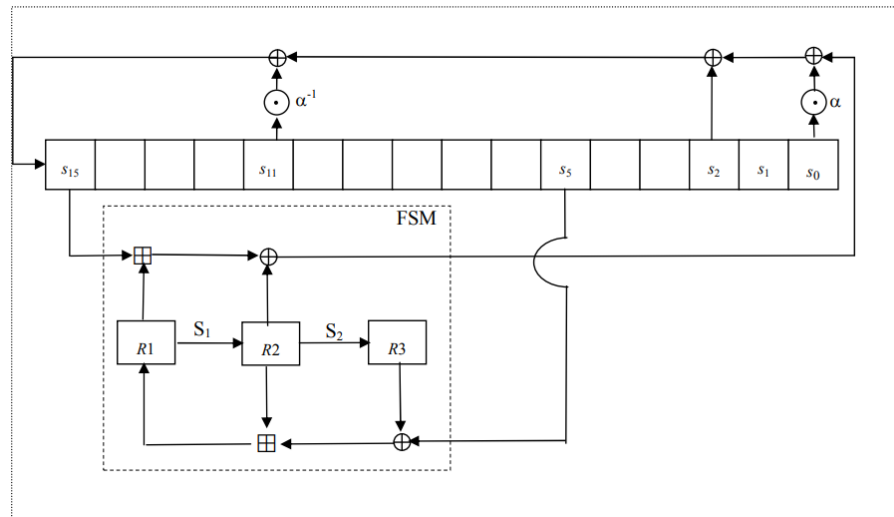 α⁻¹
α
s₁₅ s₁₁ s₅ s₂ s₁ s₀
FSM
S₁ S₂
R1 R2 R3